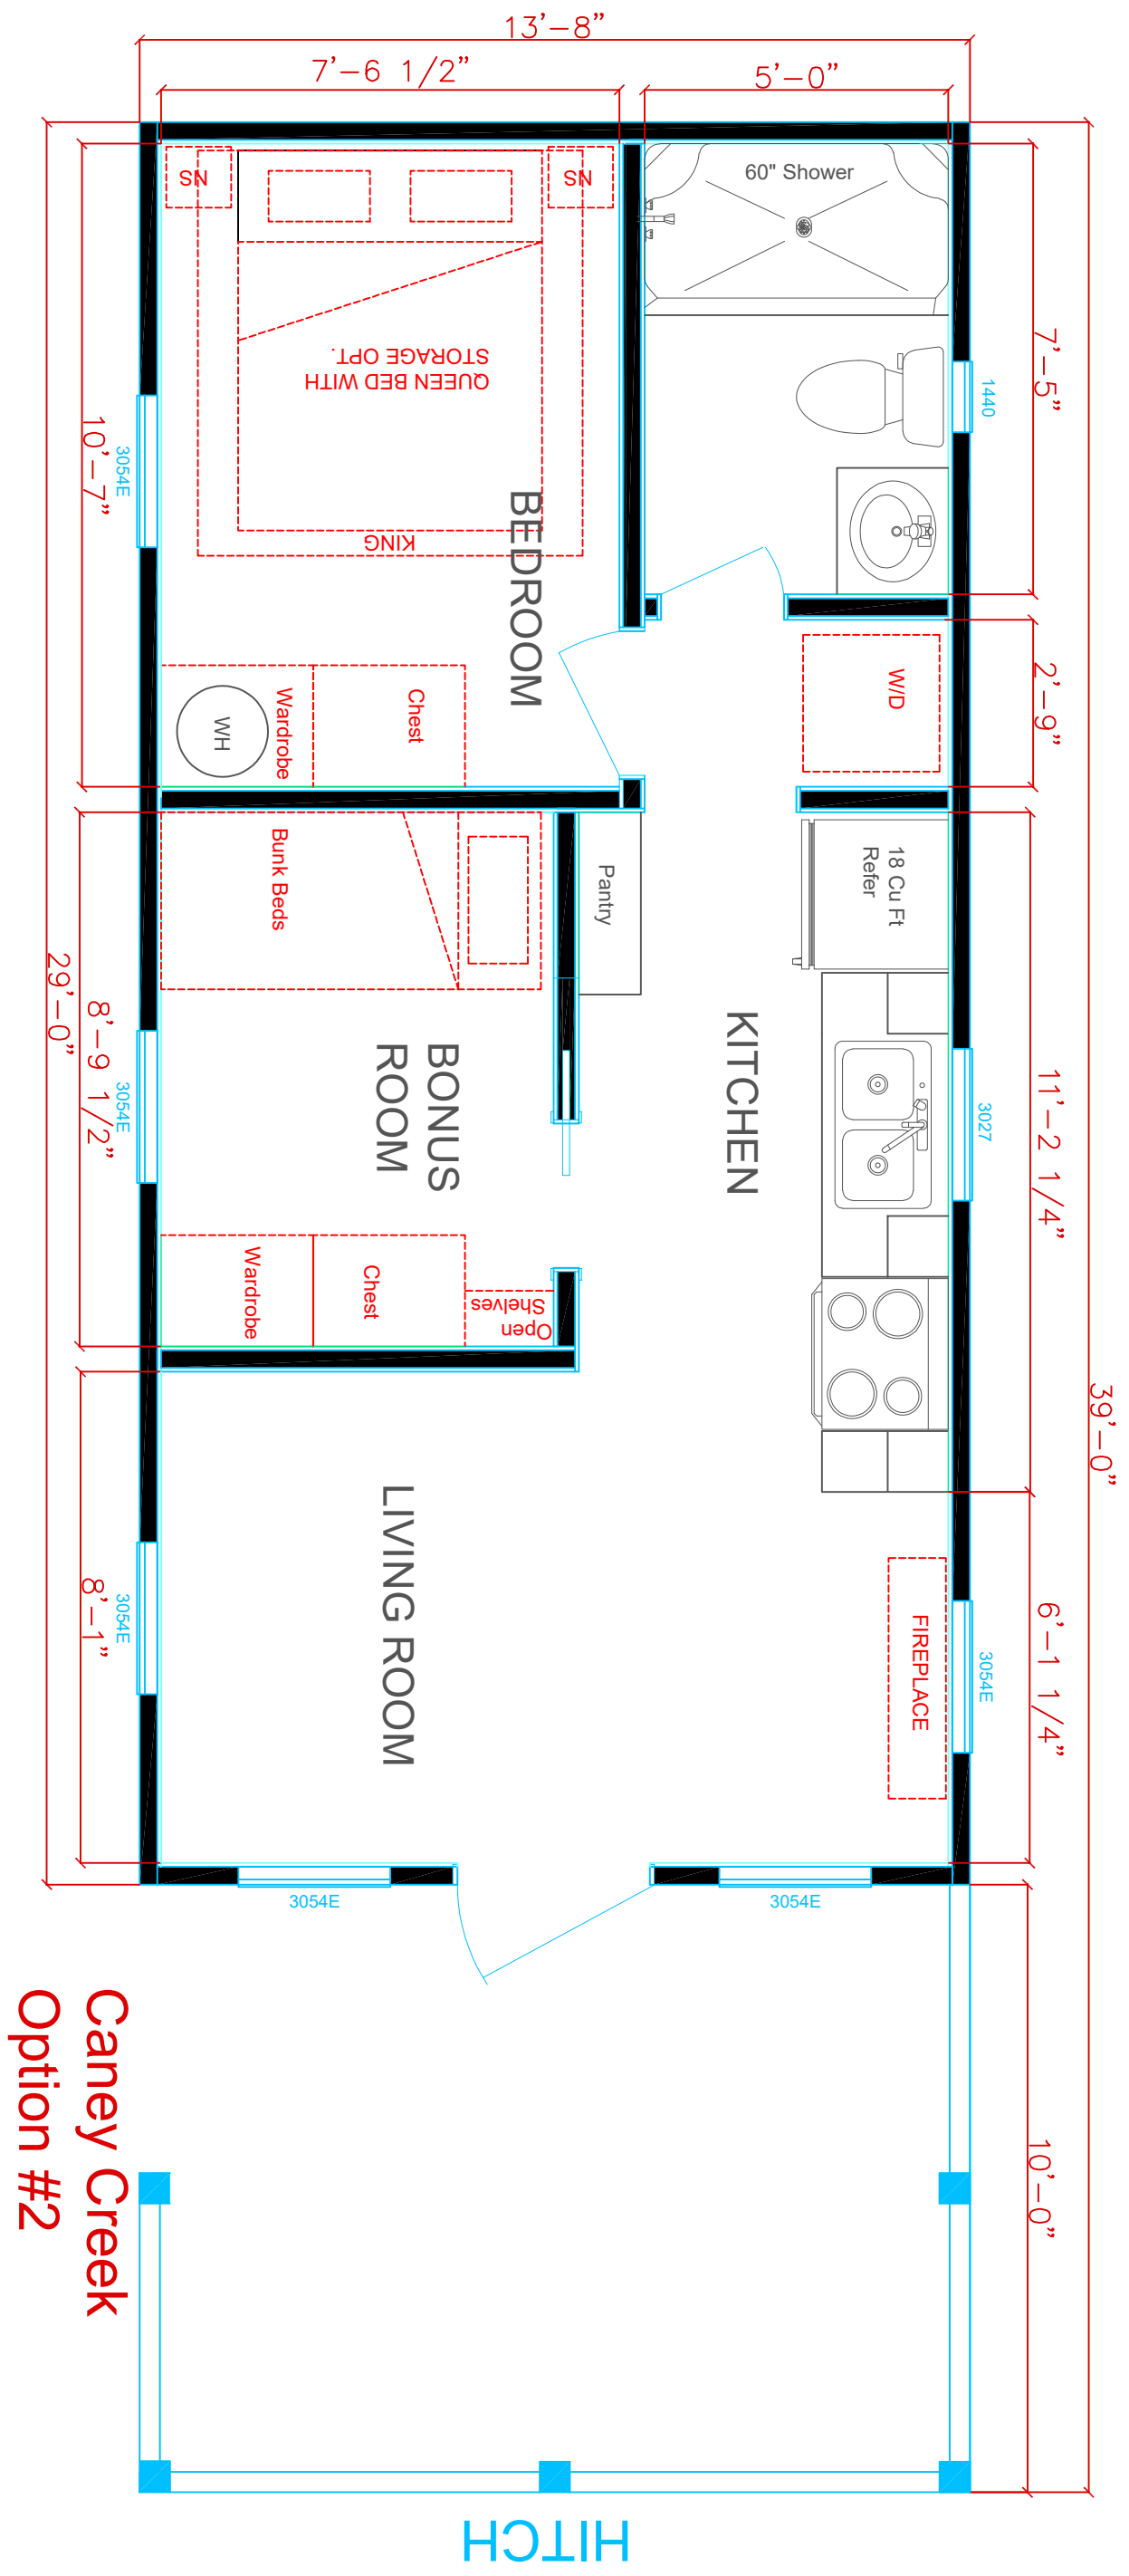 13'-8"
7'-6 1/2"
5'-0"
60" Shower
NS
NS
QUEEN BED WITH
STORAGE OPT.
KING
BEDROOM
1440
7'-5"
3054E
10'-7"
W/D
2'-9"
Chest
Wardrobe
WH
Bunk Beds
Pantry
18 Cu Ft
Refer
KITCHEN
BONUS
ROOM
3027
11'-2 1/4"
3054E
8'-9 1/2"
29'-0"
Wardrobe
Chest
Open
Shelves
39'-0"
LIVING ROOM
FIREPLACE
3054E
6'-1 1/4"
3054E
8'-1"
3054E
3054E
10'-0"
Caney Creek
Option #2
HITCH